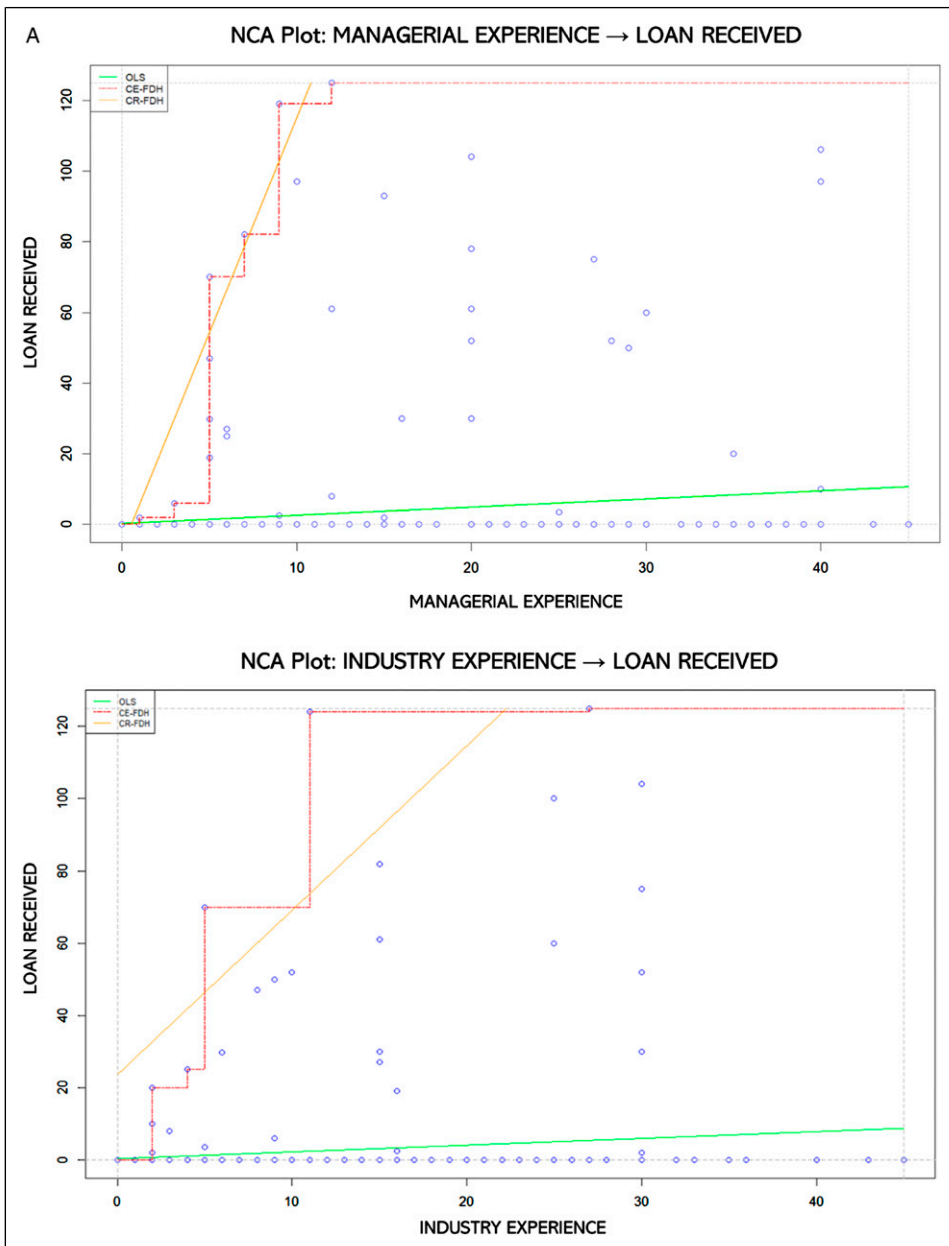 A
NCA Plot: MANAGERIAL EXPERIENCE → LOAN RECEIVED
OLS
CE-FDH
CR-FDH
120
100
80
60
40
20
0
LOAN RECEIVED
0 10 20 30 40
MANAGERIAL EXPERIENCE
NCA Plot: INDUSTRY EXPERIENCE → LOAN RECEIVED
OLS
CE-FDH
CR-FDH
120
100
80
60
40
20
0
LOAN RECEIVED
0 10 20 30 40
INDUSTRY EXPERIENCE